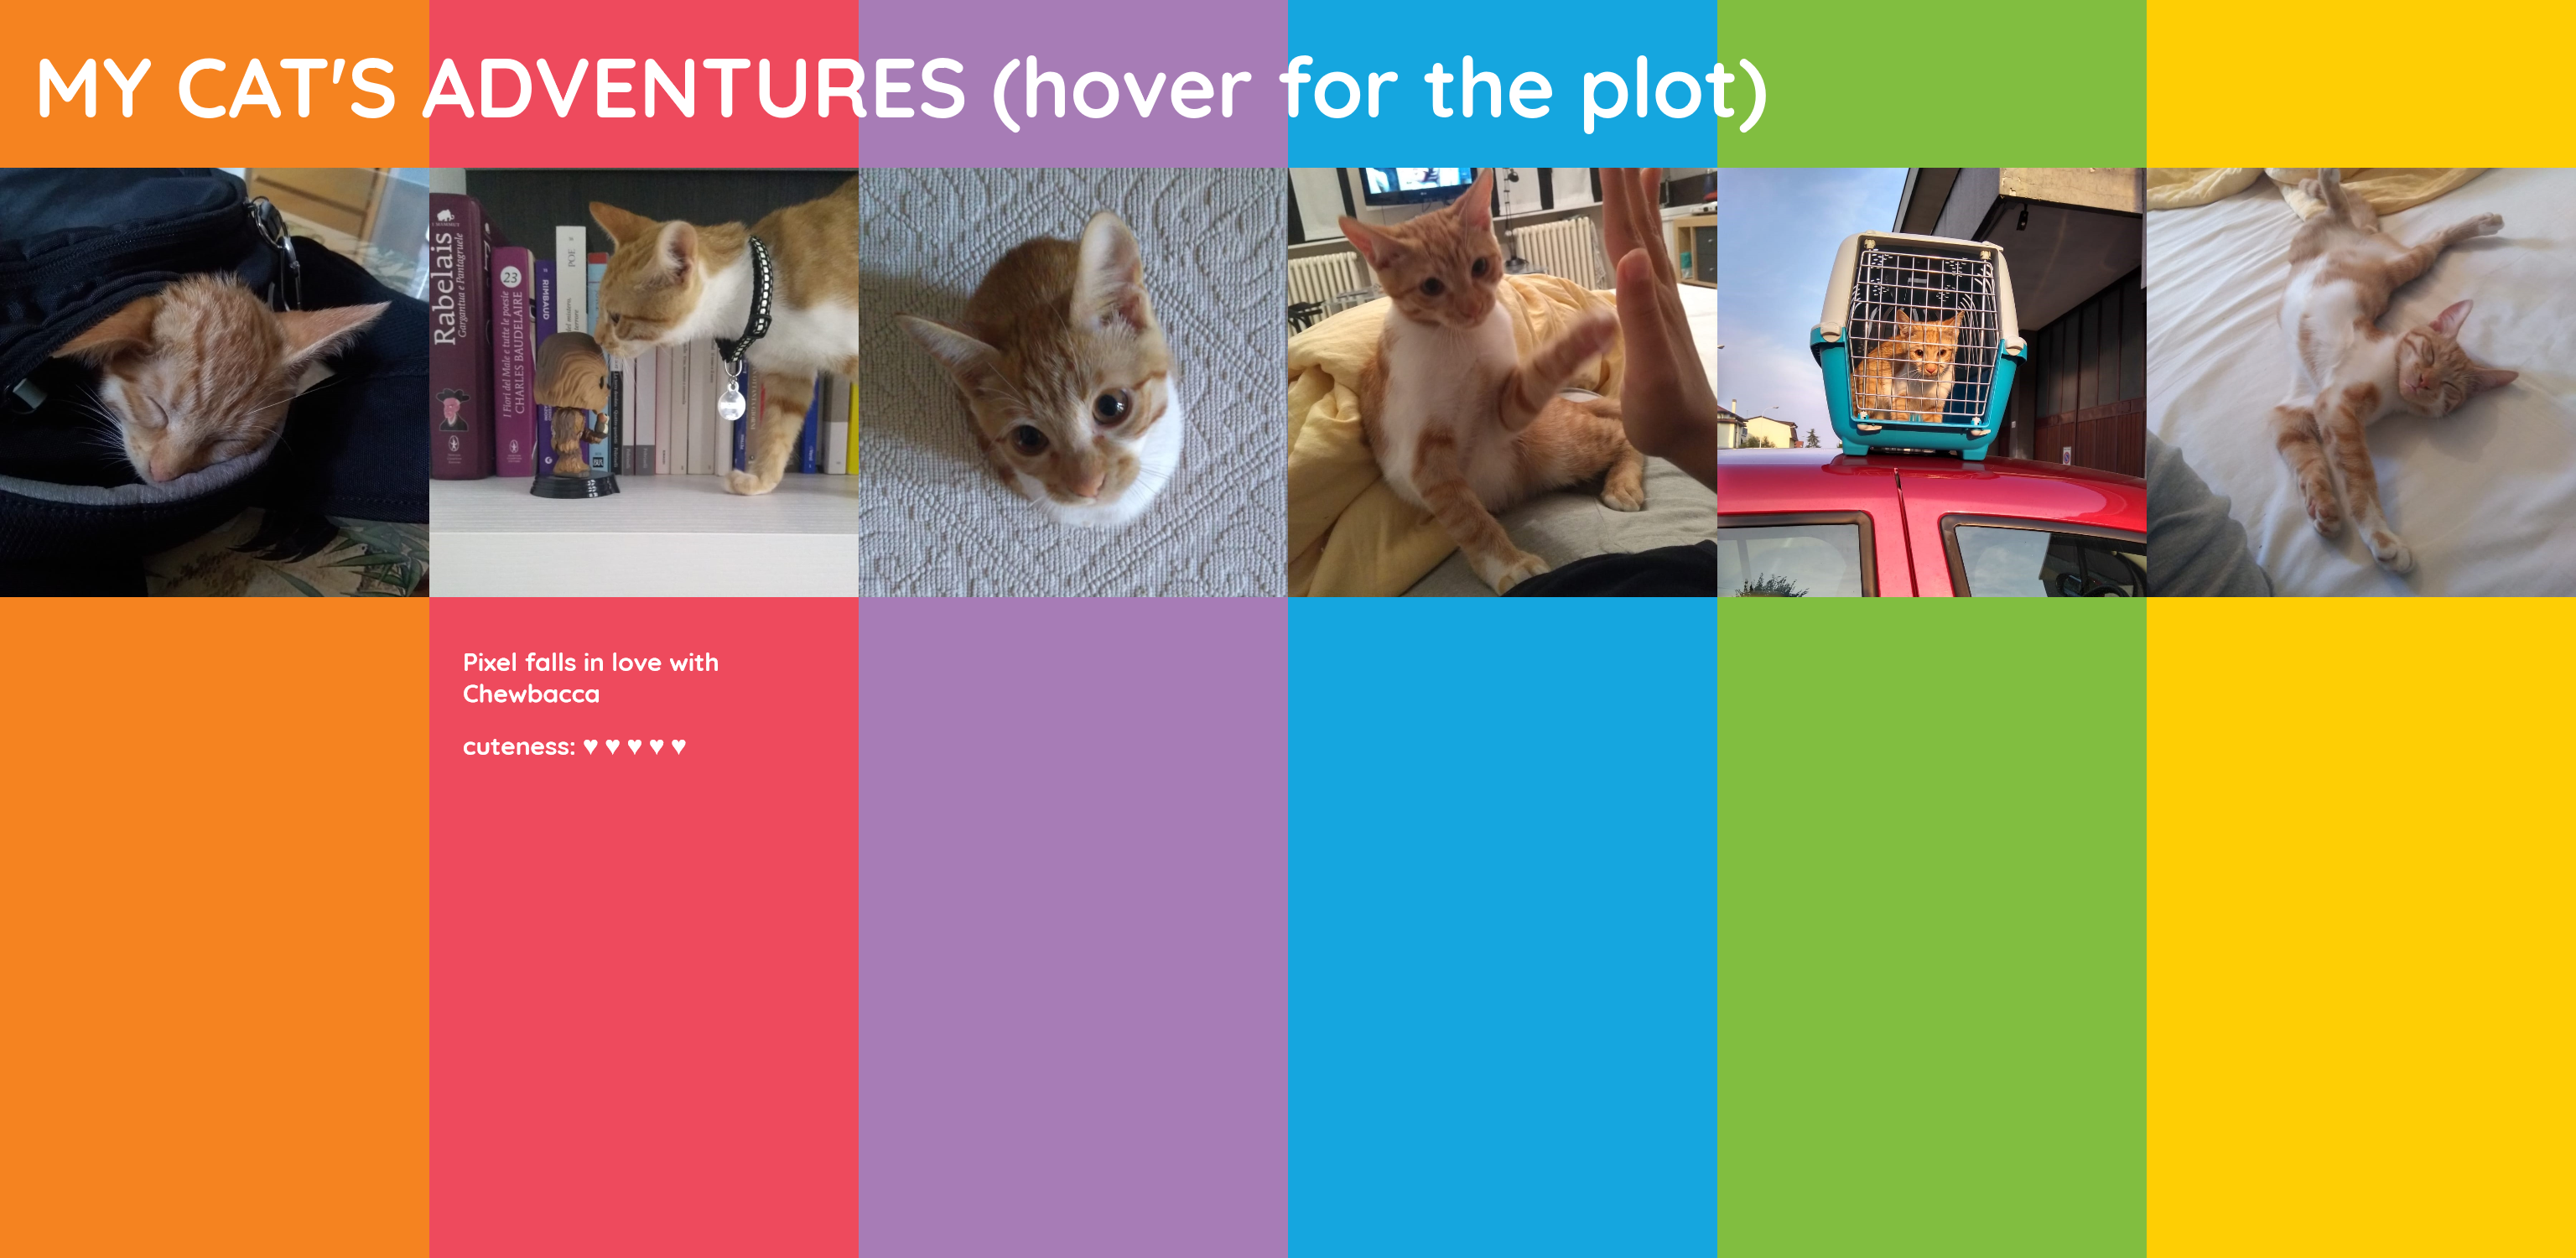 MY CAT'S ADVENTURES (hover for the plot)
Rabelais
Gargantua e Pantagruele
23
I Fiori del Male e tutte le poesie
CHARLES BAUDELAIRE
RIMBAUD
POE
BUR
Pixel falls in love with
Chewbacca
cuteness: ♥ ♥ ♥ ♥ ♥